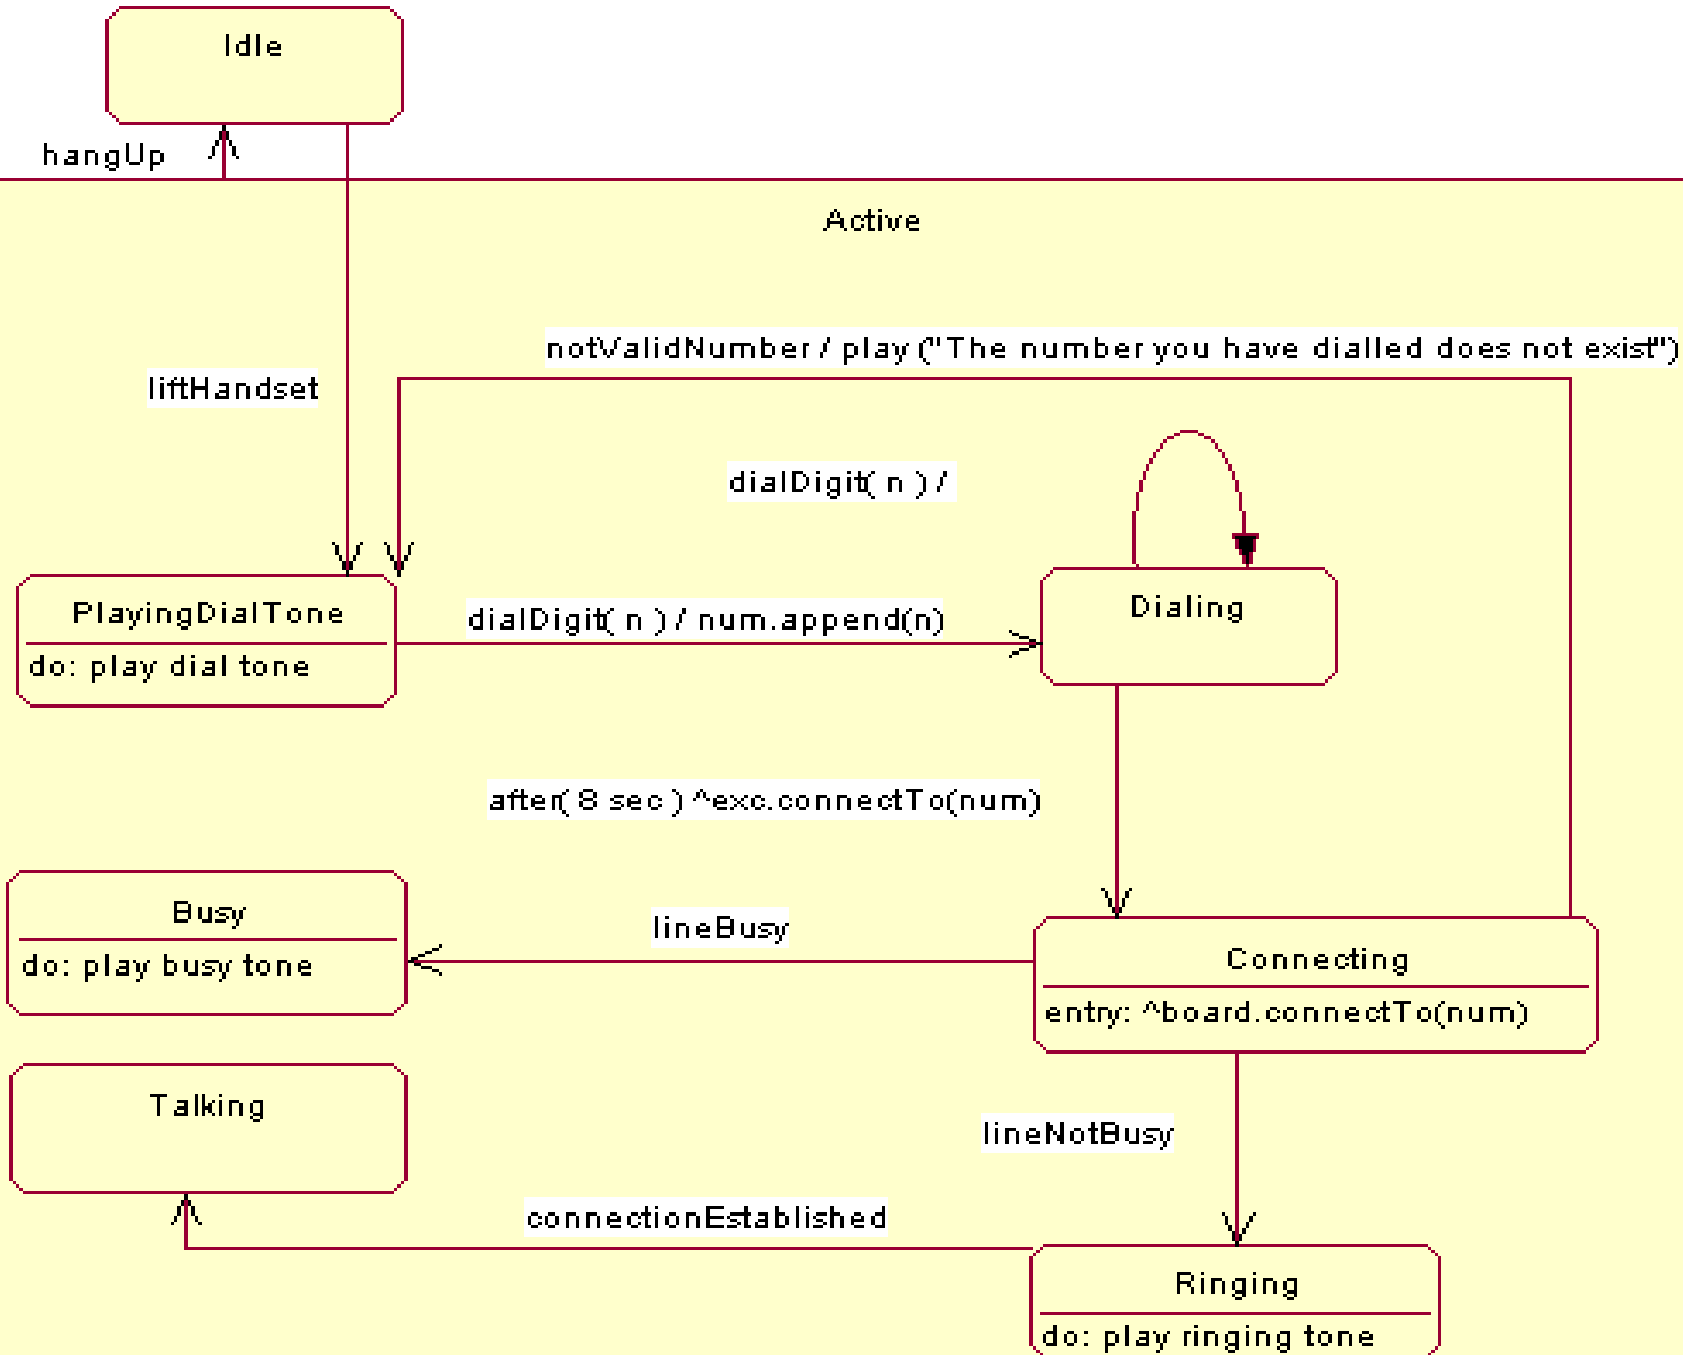 Idle
hangUp
Active
notValidNumber / play ("The number you have dialled does not exist")
liftHandset
dialDigit( n ) /
PlayingDialTone
do: play dial tone
dialDigit( n ) / num.append(n)
Dialing
after( 8 sec ) ^exc.connectTo(num)
Busy
do: play busy tone
lineBusy
Connecting
entry: ^board.connectTo(num)
Talking
lineNotBusy
connectionEstablished
Ringing
do: play ringing tone